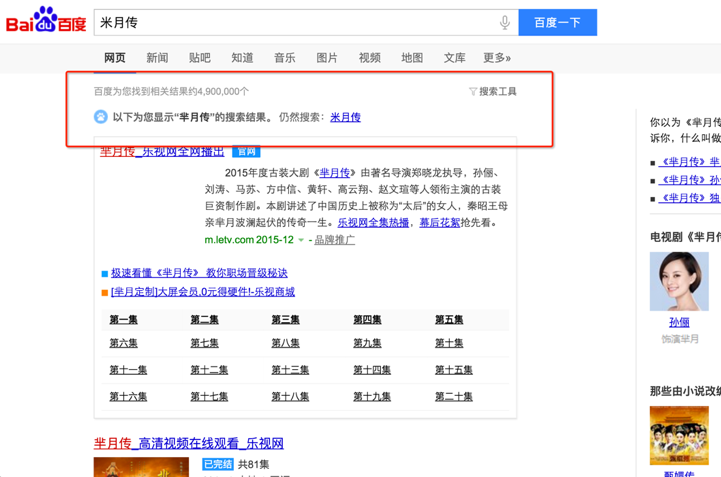 Bai du 百度
米月传
百度一下
网页 新闻 贴吧 知道 音乐 图片 视频 地图 文库 更多»
百度为您找到相关结果约4,900,000个
搜索工具
以下为您显示“芈月传”的搜索结果。 仍然搜索: 米月传
芈月传_乐视网全网播出 官网
2015年度古装大剧《芈月传》由著名导演郑晓龙执导,孙俪、
刘涛、马苏、方中信、黄轩、高云翔、赵文瑄等人领衔主演的古装
巨资制作剧。本剧讲述了中国历史上被称为“太后”的女人,秦昭王母
亲芈月波澜起伏的传奇一生。乐视网全集热播,幕后花絮抢先看。
m.letv.com 2015-12 - 品牌推广
极速看懂《芈月传》 教你职场晋级秘诀
[芈月定制]大屏会员,0元得硬件!-乐视商城
第一集 第二集 第三集 第四集 第五集
第六集 第七集 第八集 第九集 第十集
第十一集 第十二集 第十三集 第十四集 第十五集
第十六集 第十七集 第十八集 第十九集 第二十集
芈月传_高清视频在线观看_乐视网
已完结 共81集
你以为《芈月传
诉你,什么叫做
《芈月传》芈
《芈月传》孙
《芈月传》独
电视剧《芈月
孙俪
饰演芈月
那些由小说改编
甄嬛传